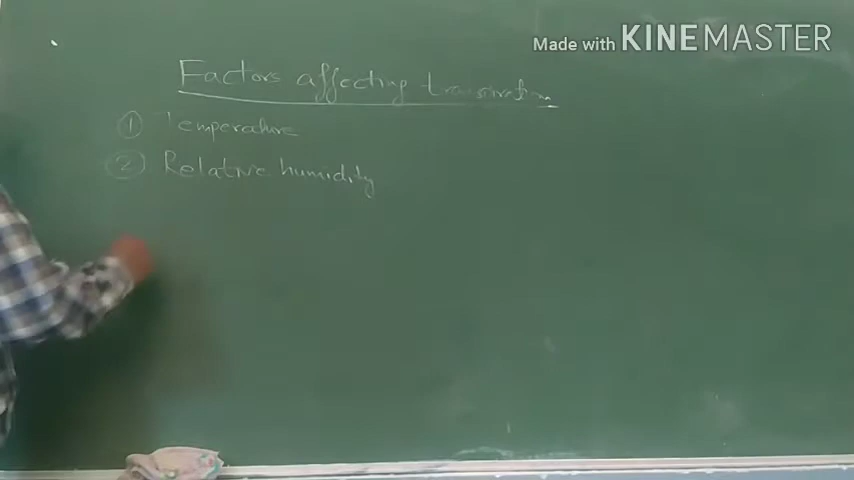 Made with KINEMASTER
Factors affecting transpiration
① Temperature
② Relative humidity